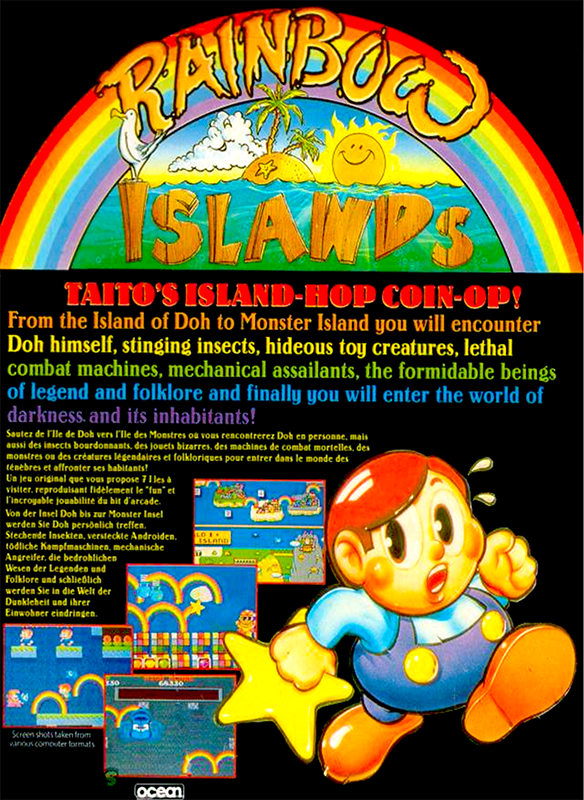 RAINBOW
ISLANDS
TAITO'S ISLAND-HOP COIN-OP!
From the Island of Doh to Monster Island you will encounter
Doh himself, stinging insects, hideous toy creatures, lethal
combat machines, mechanical assailants, the formidable beings
of legend and folklore and finally you will enter the world of
darkness and its inhabitants!
Sautez de l'Ile de Doh vers l'Ile des Monstres où vous rencontrerez Doh en personne, mais
aussi des insects bourdonnants, des jouets bizarres, des machines de combat mortelles, des
monstres ou des créatures légendaires et folkloriques pour entrer dans le monde des
ténèbres et affronter ses habitants!
Un jeu original que vous propose 7 Iles à
visiter, reproduisant fidèlement le "fun" et
l'incroyable jouabilité du hit d'arcade.
Von der Insel Doh bis zur Monster Insel
werden Sie Doh persönlich treffen.
Stechende Insekten, versteckte Androiden,
tödliche Kampfmaschinen, mechanische
Angreifer, die bedrohlichen
Wesen der Legenden und
Folklore und schließlich
werden Sie in die Welt der
Dunkleheit und ihrer
Einwohner eindringen.
ISLAND
68330
Screen shots taken from
various computer formats
ocean